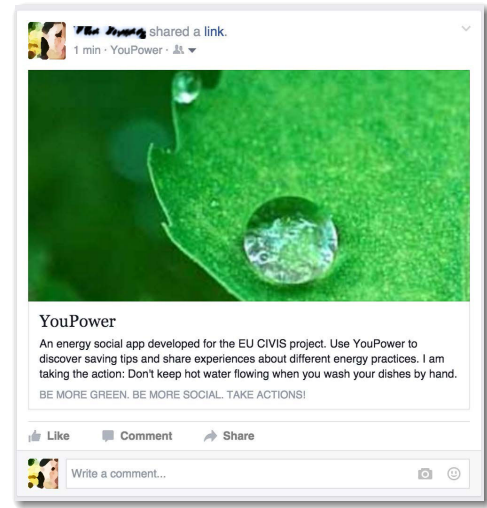 shared a link.
1 min · YouPower ·
YouPower
An energy social app developed for the EU CIVIS project. Use YouPower to
discover saving tips and share experiences about different energy practices. I am
taking the action: Don't keep hot water flowing when you wash your dishes by hand.
BE MORE GREEN. BE MORE SOCIAL. TAKE ACTIONS!
Like Comment Share
Write a comment...